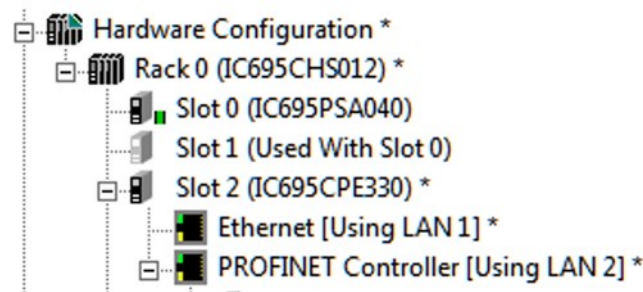 Hardware Configuration *
Rack 0 (IC695CHS012) *
Slot 0 (IC695PSA040)
Slot 1 (Used With Slot 0)
Slot 2 (IC695CPE330) *
Ethernet [Using LAN 1] *
PROFINET Controller [Using LAN 2] *